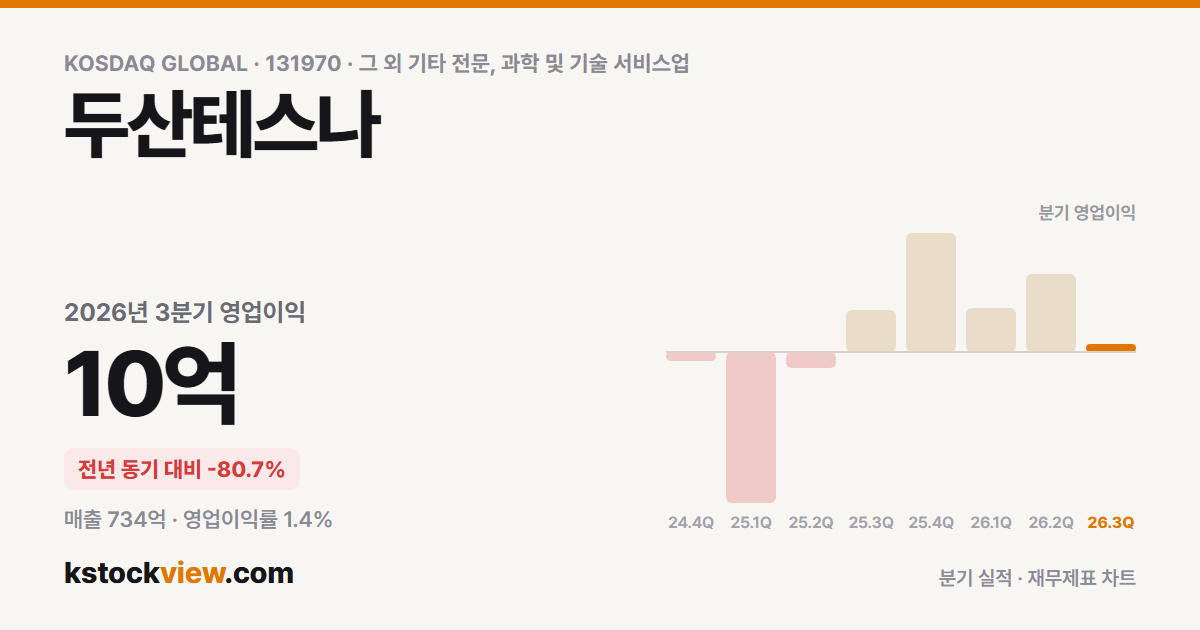 KOSDAQ GLOBAL · 131970 · 그 외 기타 전문, 과학 및 기술 서비스업
두산테스나
분기 영업이익
2026년 3분기 영업이익
10억
전년 동기 대비 -80.7%
매출 734억 · 영업이익률 1.4%
24.4Q 25.1Q 25.2Q 25.3Q 25.4Q 26.1Q 26.2Q 26.3Q
kstockview.com
분기 실적 · 재무제표 차트